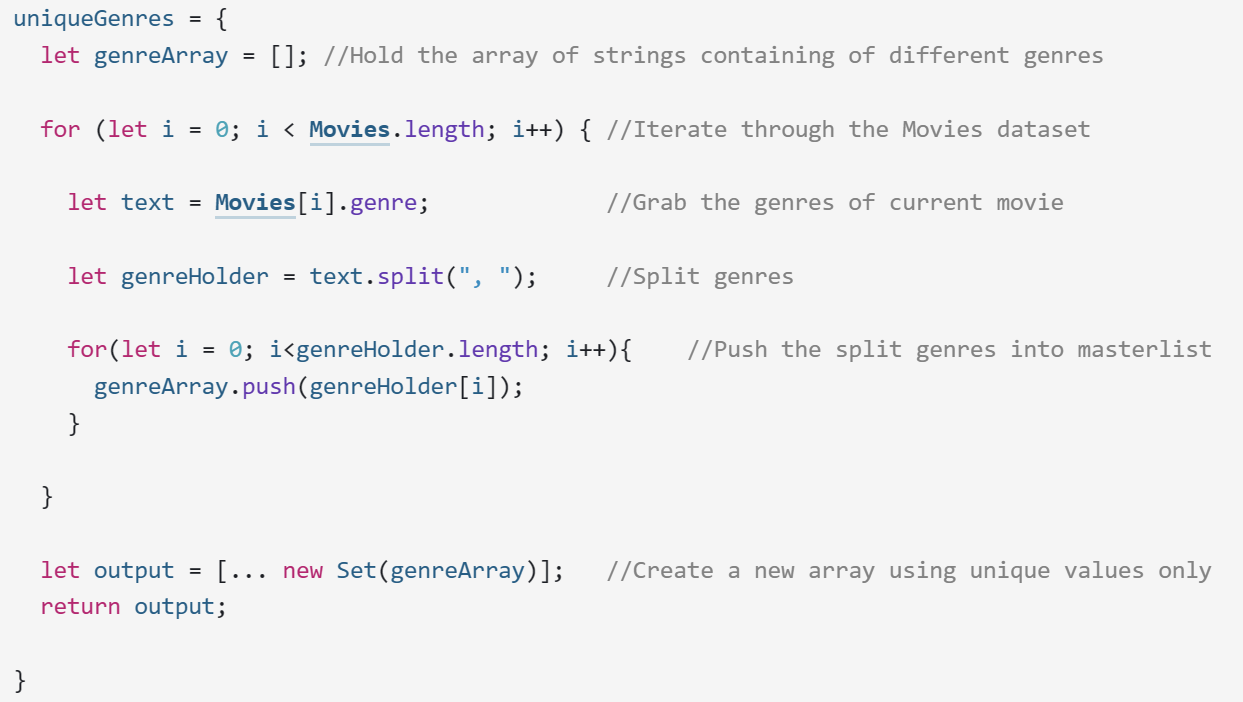 uniqueGenres = {
  let genreArray = []; //Hold the array of strings containing of different genres
  for (let i = 0; i < Movies.length; i++) { //Iterate through the Movies dataset
    let text = Movies[i].genre;             //Grab the genres of current movie
    let genreHolder = text.split(", ");     //Split genres
    for(let i = 0; i<genreHolder.length; i++){    //Push the split genres into masterlist
      genreArray.push(genreHolder[i]);
    }
  }
  let output = [... new Set(genreArray)];   //Create a new array using unique values only
  return output;
}